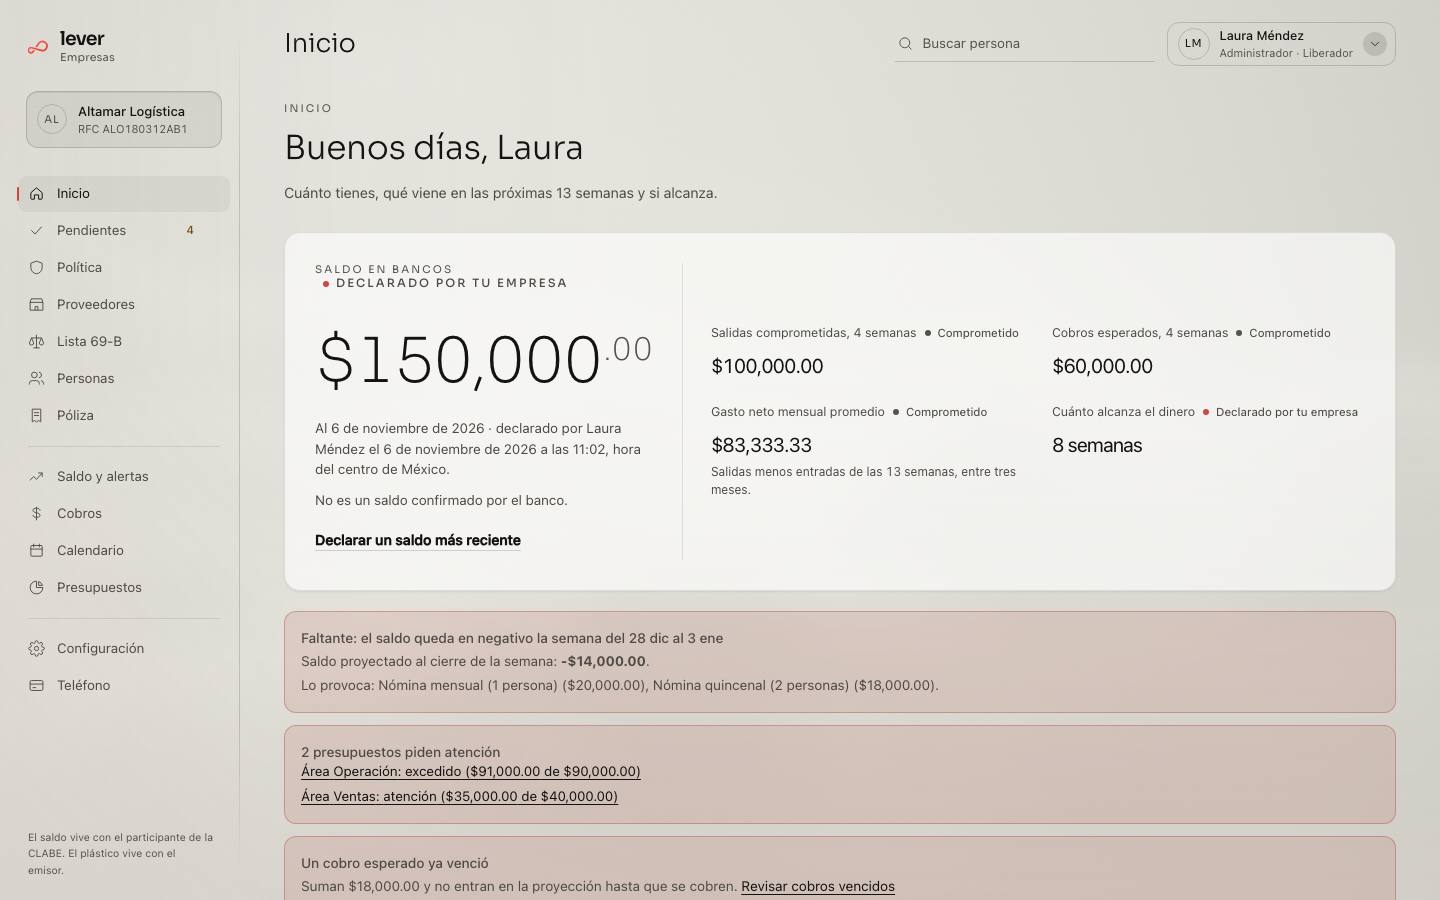 lever
Empresas
AL
Altamar Logística
RFC ALO180312AB1
Inicio
Pendientes
4
Política
Proveedores
Lista 69-B
Personas
Póliza
Saldo y alertas
Cobros
Calendario
Presupuestos
Configuración
Teléfono
El saldo vive con el participante de la
CLABE. El plástico vive con el
emisor.
Inicio
Buscar persona
LM
Laura Méndez
Administrador · Liberador
INICIO
Buenos días, Laura
Cuánto tienes, qué viene en las próximas 13 semanas y si alcanza.
SALDO EN BANCOS
DECLARADO POR TU EMPRESA
$150,000.00
Al 6 de noviembre de 2026 · declarado por Laura
Méndez el 6 de noviembre de 2026 a las 11:02, hora
del centro de México.
No es un saldo confirmado por el banco.
Declarar un saldo más reciente
Salidas comprometidas, 4 semanas
Comprometido
$100,000.00
Cobros esperados, 4 semanas
Comprometido
$60,000.00
Gasto neto mensual promedio
Comprometido
$83,333.33
Salidas menos entradas de las 13 semanas, entre tres
meses.
Cuánto alcanza el dinero
Declarado por tu empresa
8 semanas
Faltante: el saldo queda en negativo la semana del 28 dic al 3 ene
Saldo proyectado al cierre de la semana: -$14,000.00.
Lo provoca: Nómina mensual (1 persona) ($20,000.00), Nómina quincenal (2 personas) ($18,000.00).
2 presupuestos piden atención
Área Operación: excedido ($91,000.00 de $90,000.00)
Área Ventas: atención ($35,000.00 de $40,000.00)
Un cobro esperado ya venció
Suman $18,000.00 y no entran en la proyección hasta que se cobren. Revisar cobros vencidos